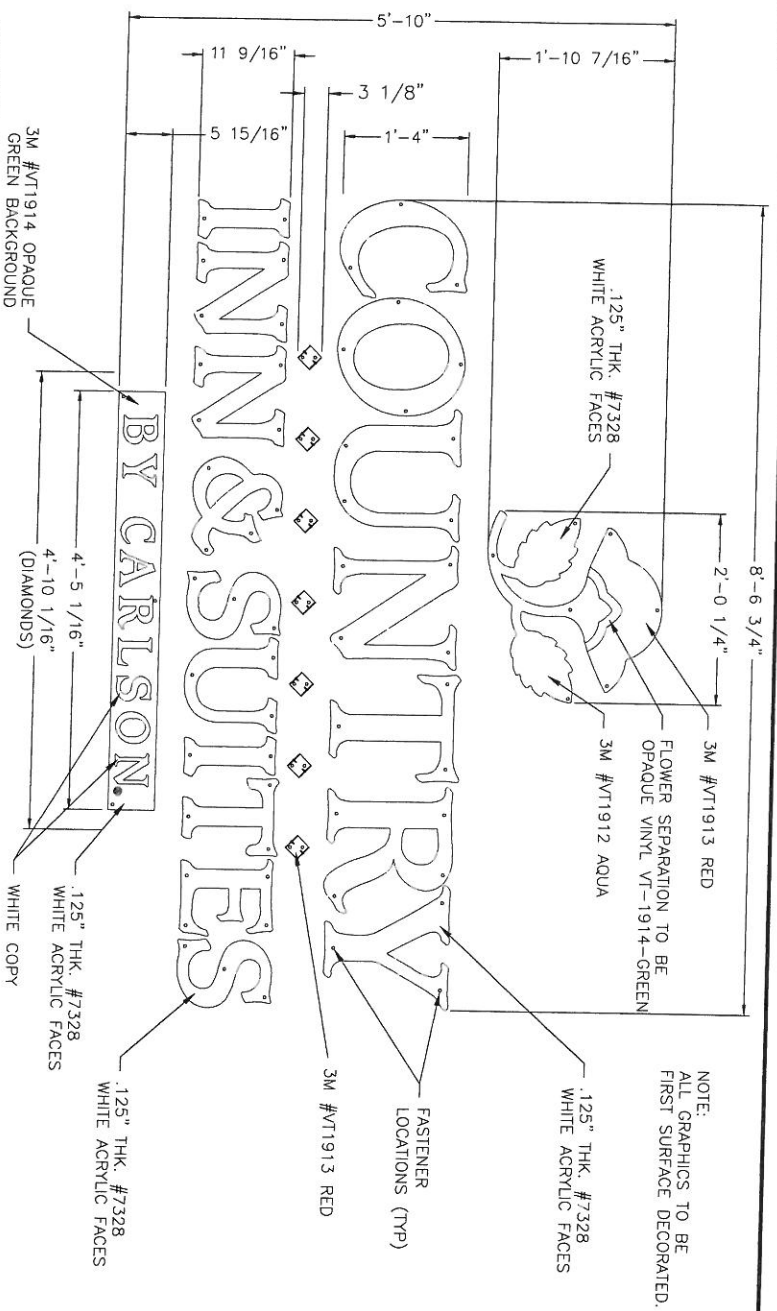 8'-6 3/4"
2'-0 1/4"
5'-10"
1'-10 7/16"
1'-4"
3 1/8"
11 9/16"
5 15/16"
NOTE:
ALL GRAPHICS TO BE
FIRST SURFACE DECORATED.
3M #VT1913 RED
FLOWER SEPARATION TO BE
OPAQUE VINYL VT-1914-GREEN
3M #VT1912 AQUA
.125" THK. #7328
WHITE ACRYLIC FACES
.125" THK. #7328
WHITE ACRYLIC FACES
COUNTRY
FASTENER
LOCATIONS (TYP)
3M #VT1913 RED
INN & SUITES
.125" THK. #7328
WHITE ACRYLIC FACES
BY CARLSON
.125" THK. #7328
WHITE ACRYLIC FACES
WHITE COPY
4'-5 1/16"
4'-10 1/16"
(DIAMONDS)
3M #VT1914 OPAQUE
GREEN BACKGROUND